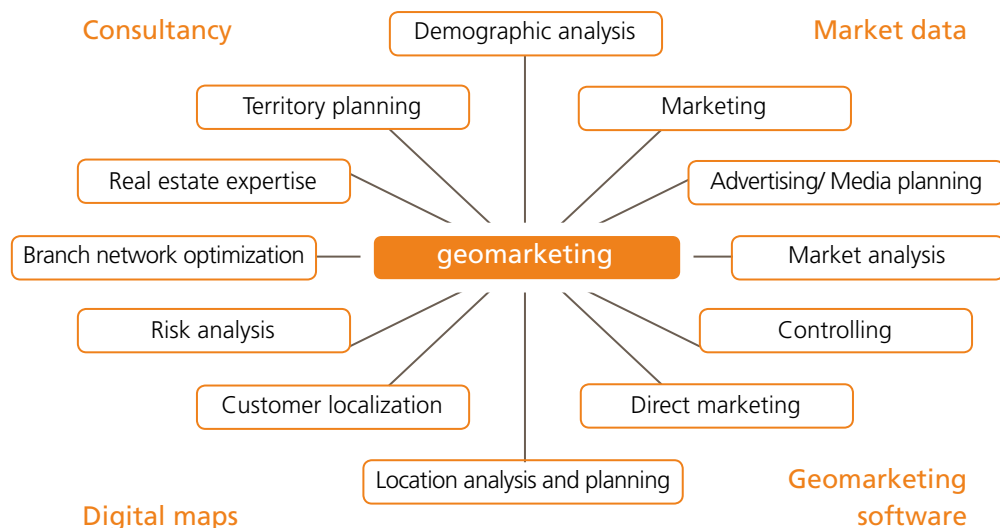 Consultancy
Demographic analysis
Market data
Territory planning
Marketing
Real estate expertise
Advertising/ Media planning
Branch network optimization
geomarketing
Market analysis
Risk analysis
Controlling
Customer localization
Direct marketing
Location analysis and planning
Digital maps
Geomarketing
software